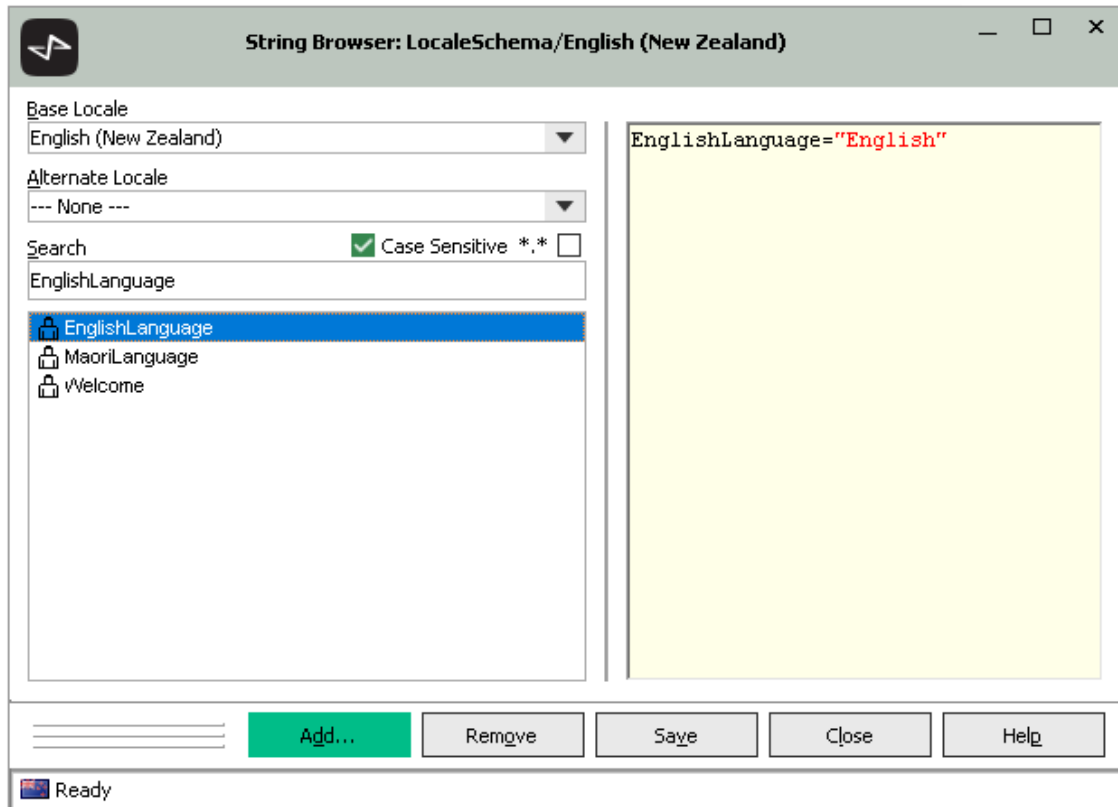 String Browser: LocaleSchema/English (New Zealand)
Base Locale
English (New Zealand)
Alternate Locale
--- None ---
Search Case Sensitive *.*
EnglishLanguage
EnglishLanguage
MaoriLanguage
Welcome
EnglishLanguage="English"
Add... Remove Save Close Help
Ready